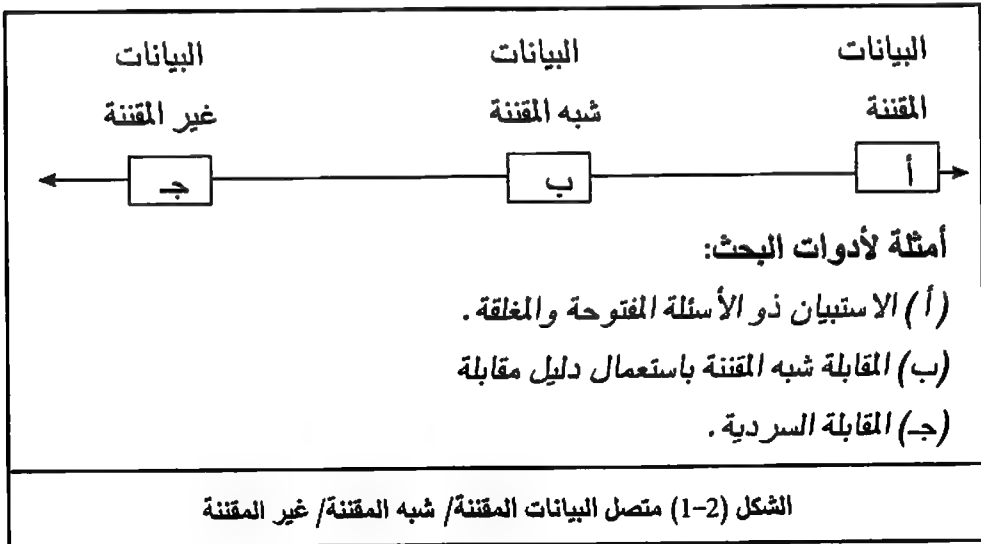 البيانات البيانات البيانات
المقننة شبه المقننة غير المقننة
أ ب جـ
أمثلة لأدوات البحث:
(أ) الاستبيان ذو الأسئلة المفتوحة والمغلقة.
(ب) المقابلة شبه المقننة باستعمال دليل مقابلة
(جـ) المقابلة السردية.
الشكل (2-1) متصل البيانات المقننة/ شبه المقننة/ غير المقننة